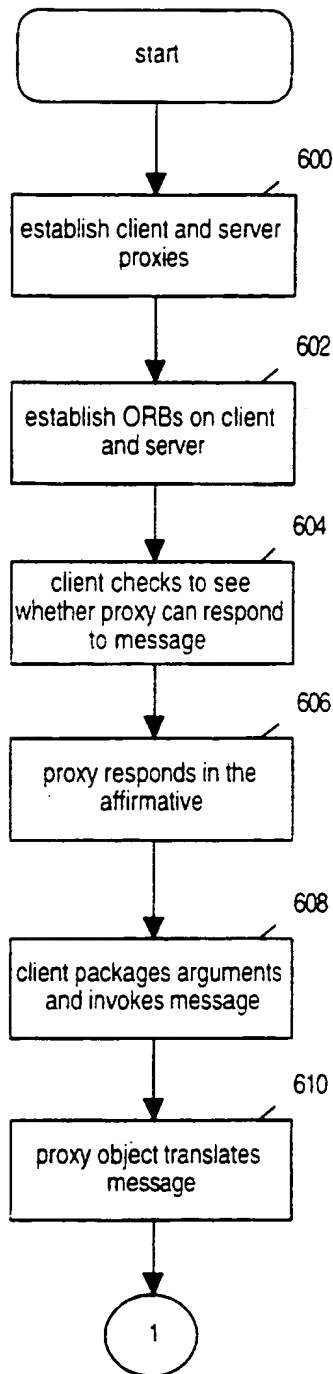 start
600
establish client and server
proxies
602
establish ORBs on client
and server
604
client checks to see
whether proxy can respond
to message
606
proxy responds in the
affirmative
608
client packages arguments
and invokes message
610
proxy object translates
message
1